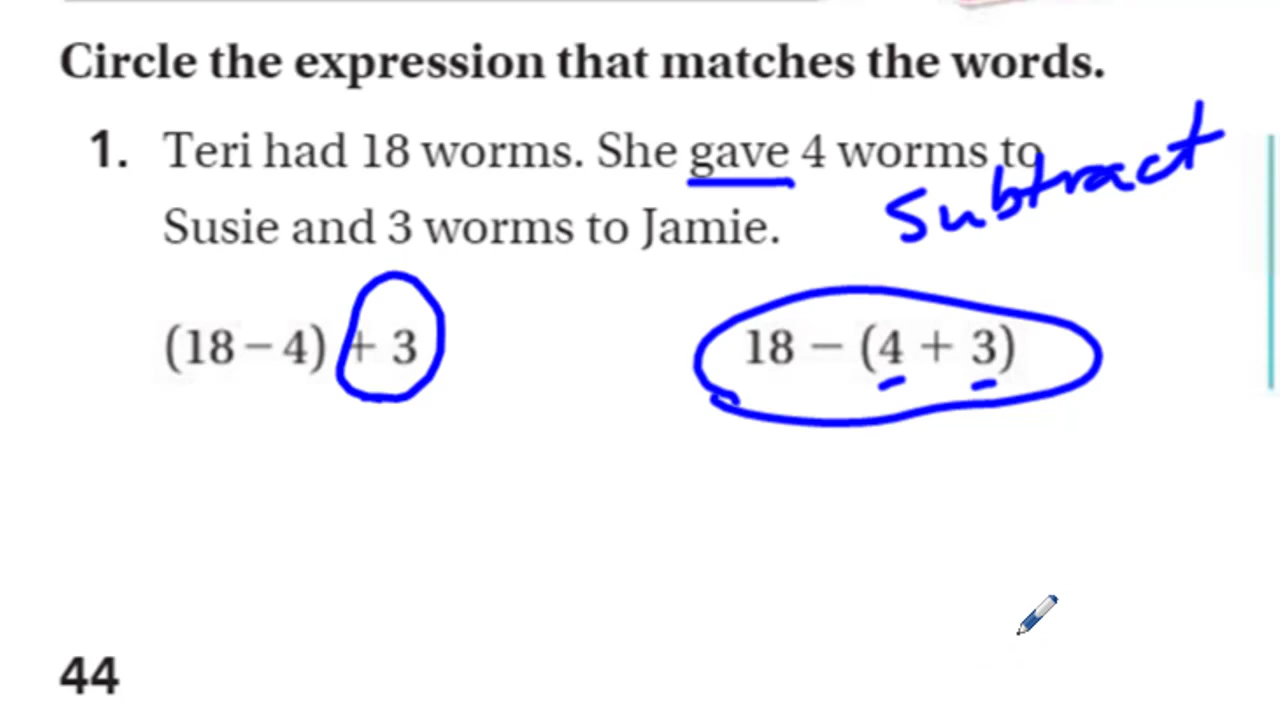 Circle the expression that matches the words.
1. Teri had 18 worms. She gave 4 worms to
Subtract
Susie and 3 worms to Jamie.
(18 − 4) + 3 18 − (4 + 3)
44